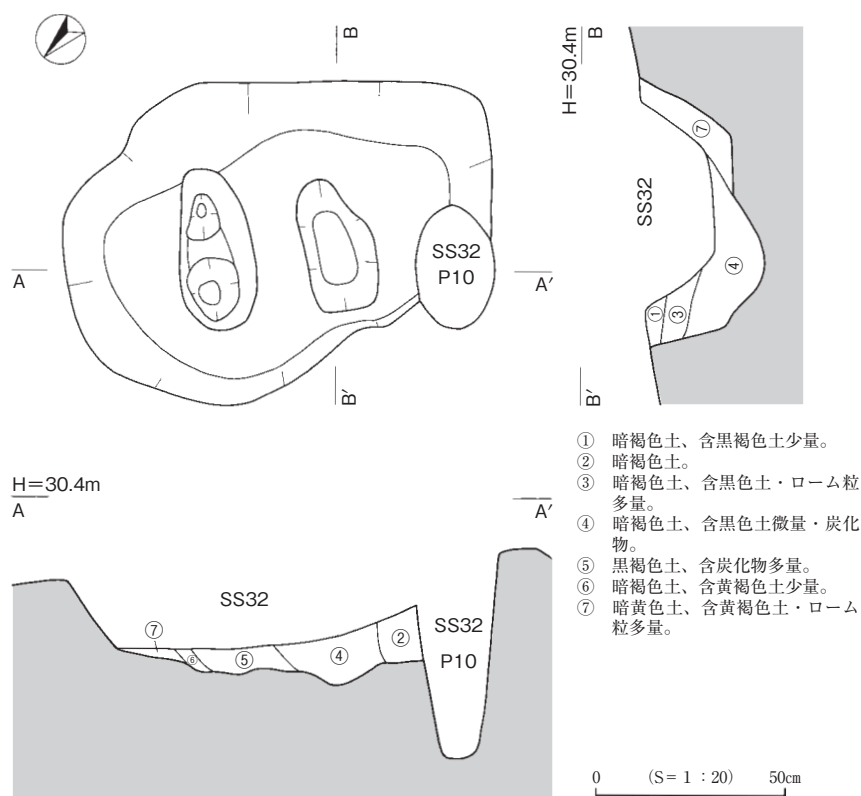 B
A
SS32
P10
A′
B′
H＝30.4m
B
⑦
SS32
④
①
③
B′
① 暗褐色土、含黒褐色土少量。
② 暗褐色土。
③ 暗褐色土、含黒色土・ローム粒
多量。
④ 暗褐色土、含黒色土微量・炭化
物。
⑤ 黒褐色土、含炭化物多量。
⑥ 暗褐色土、含黄褐色土少量。
⑦ 暗黄色土、含黄褐色土・ローム
粒多量。
H＝30.4m
A
A′
SS32
⑦
⑥
⑤
④
②
SS32
P10
0 (S＝1：20) 50㎝